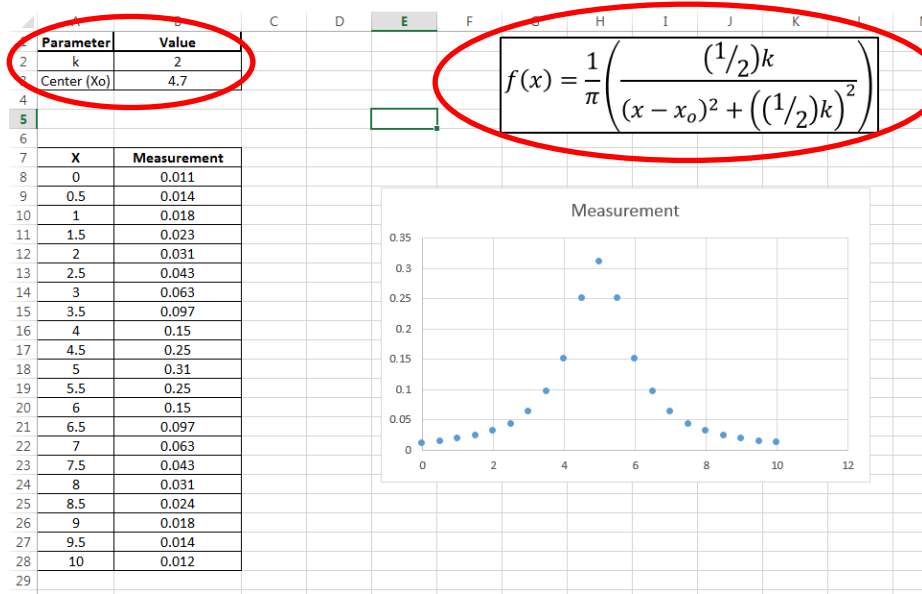 A B C D E F G H I J K L
1 Parameter Value
2 k 2
3 Center (Xo) 4.7
4
5
6
7 X Measurement
8 0 0.011
9 0.5 0.014
10 1 0.018
11 1.5 0.023
12 2 0.031
13 2.5 0.043
14 3 0.063
15 3.5 0.097
16 4 0.15
17 4.5 0.25
18 5 0.31
19 5.5 0.25
20 6 0.15
21 6.5 0.097
22 7 0.063
23 7.5 0.043
24 8 0.031
25 8.5 0.024
26 9 0.018
27 9.5 0.014
28 10 0.012
29
f(x) = 1/π ( (1/2)k / ((x − xₒ)² + ((1/2)k)²) )
Measurement
0.35
0.3
0.25
0.2
0.15
0.1
0.05
0
0 2 4 6 8 10 12